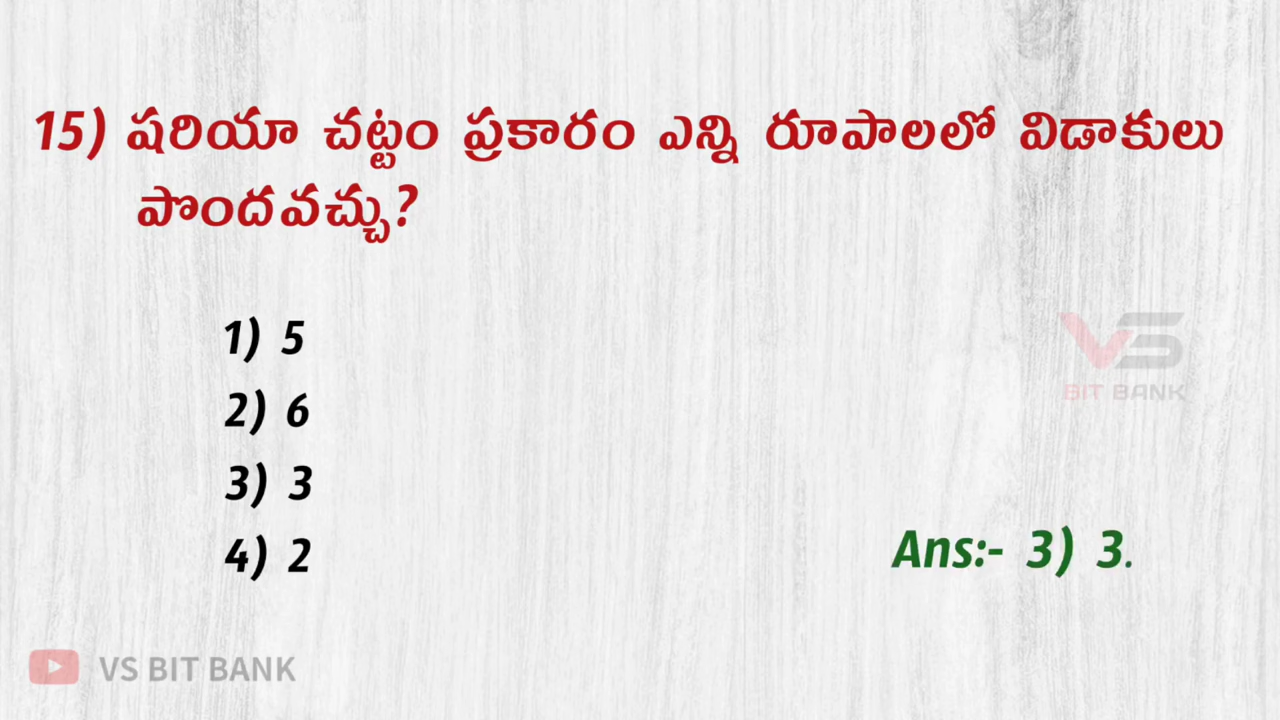 15) షరియా చట్టం ప్రకారం ఎన్ని రూపాలలో విడాకులు
పొందవచ్చు?
1) 5
2) 6
3) 3
4) 2
VS
BIT BANK
Ans:- 3) 3.
VS BIT BANK